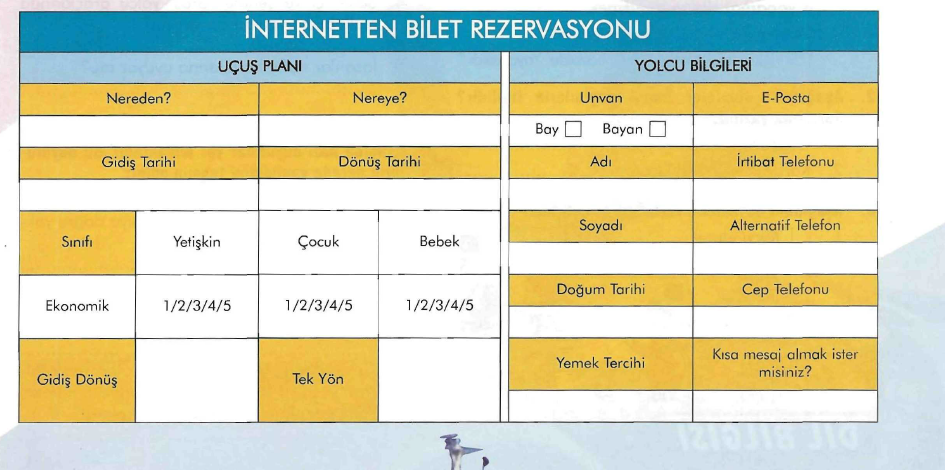 İNTERNETTEN BİLET REZERVASYONU
UÇUŞ PLANI
Nereden? Nereye?
Gidiş Tarihi Dönüş Tarihi
Sınıfı Yetişkin Çocuk Bebek
Ekonomik 1/2/3/4/5 1/2/3/4/5 1/2/3/4/5
Gidiş Dönüş Tek Yön
YOLCU BİLGİLERİ
Unvan E-Posta
Bay Bayan
Adı İrtibat Telefonu
Soyadı Alternatif Telefon
Doğum Tarihi Cep Telefonu
Yemek Tercihi Kısa mesaj almak ister
misiniz?